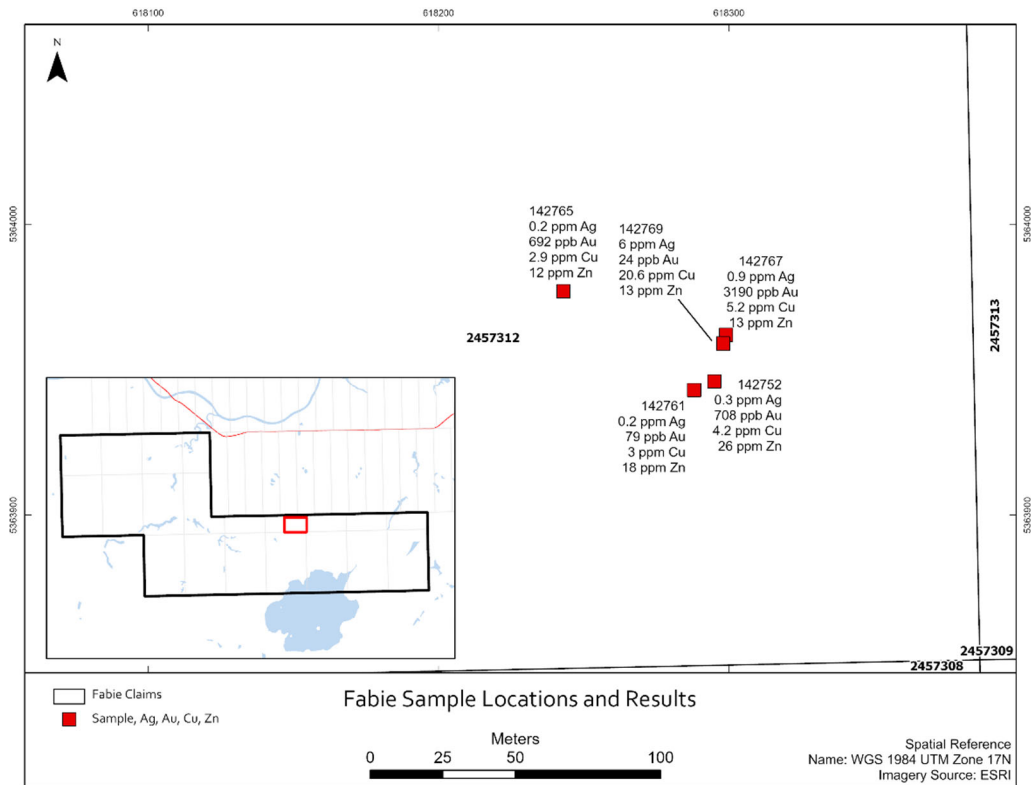 618100
618200
618300
N
5364000
5364000
142765
0.2 ppm Ag
692 ppb Au
2.9 ppm Cu
12 ppm Zn
142769
6 ppm Ag
24 ppb Au
20.6 ppm Cu
13 ppm Zn
142767
0.9 ppm Ag
3190 ppb Au
5.2 ppm Cu
13 ppm Zn
2457312
2457313
142761
0.2 ppm Ag
79 ppb Au
3 ppm Cu
18 ppm Zn
142752
0.3 ppm Ag
708 ppb Au
4.2 ppm Cu
26 ppm Zn
5363900
5363900
2457309
2457308
Fabie Claims
Sample, Ag, Au, Cu, Zn
Fabie Sample Locations and Results
Meters
0 25 50 100
Spatial Reference
Name: WGS 1984 UTM Zone 17N
Imagery Source: ESRI